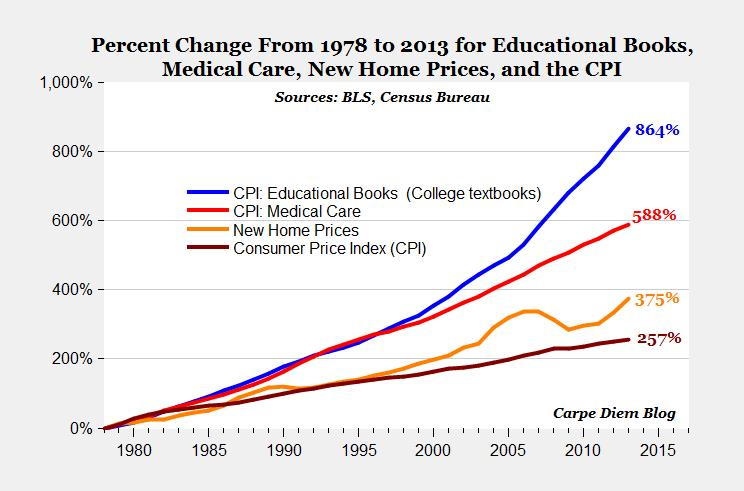 Percent Change From 1978 to 2013 for Educational Books,
Medical Care, New Home Prices, and the CPI
Sources: BLS, Census Bureau
1,000%
800%
600%
400%
200%
0%
CPI: Educational Books (College textbooks)
CPI: Medical Care
New Home Prices
Consumer Price Index (CPI)
864%
588%
375%
257%
Carpe Diem Blog
1980 1985 1990 1995 2000 2005 2010 2015